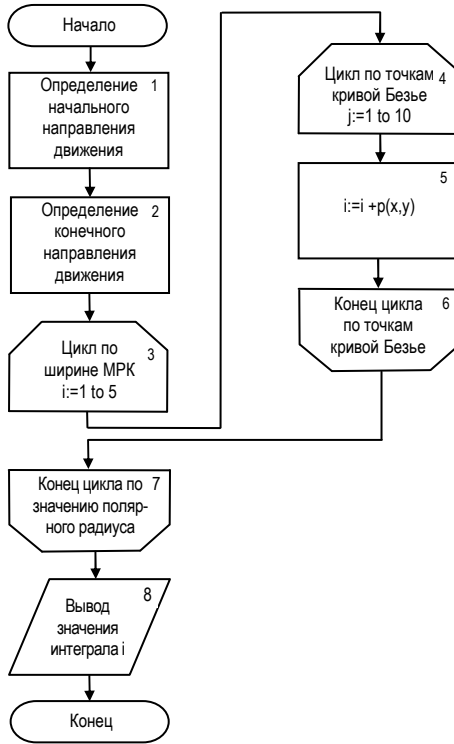 Начало
Определение 1
начального
направления
движения
Определение 2
конечного
направления
движения
Цикл по 3
ширине МРК
i:=1 to 5
Цикл по точкам 4
кривой Безье
j:=1 to 10
5
i:=i +p(x,y)
Конец цикла 6
по точкам
кривой Безье
Конец цикла по 7
значению поляр-
ного радиуса
8
Вывод
значения
интеграла i
Конец